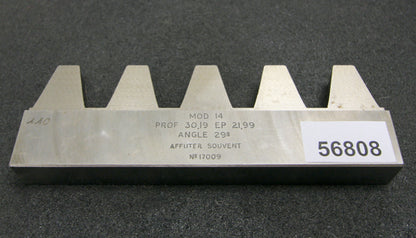 MOD 14
PROF 30,19 EP 21,99
ANGLE 29°
AFFUTER SOUVENT
N° 17009
56808